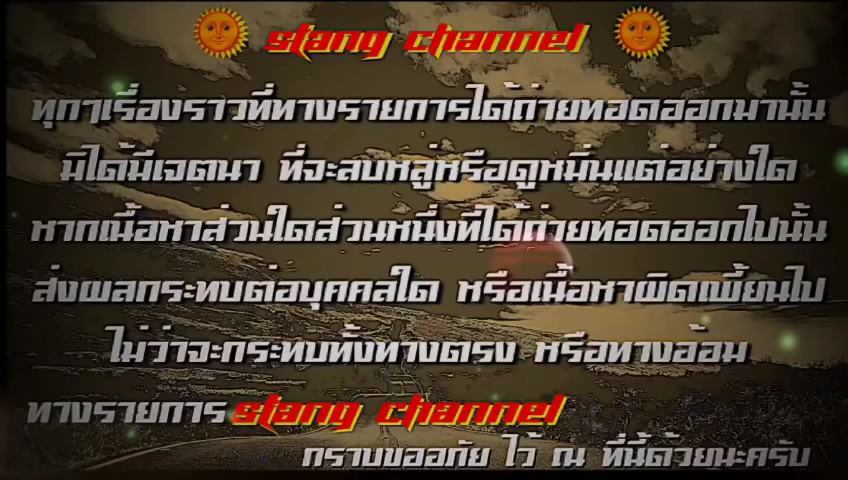 stang channel
ทุกๆเรื่องราวที่ทางรายการได้ถ่ายทอดออกมานั้น
มิได้มีเจตนา ที่จะลบหลู่หรือดูหมิ่นแต่อย่างใด
หากเนื้อหาส่วนใดส่วนหนึ่งที่ได้ถ่ายทอดออกไปนั้น
ส่งผลกระทบต่อบุคคลใด หรือเนื้อหาผิดเพี้ยนไป
ไม่ว่าจะกระทบทั้งทางตรง หรือทางอ้อม
ทางรายการ stang channel
กราบขออภัย ไว้ ณ ที่นี้ด้วยนะครับ